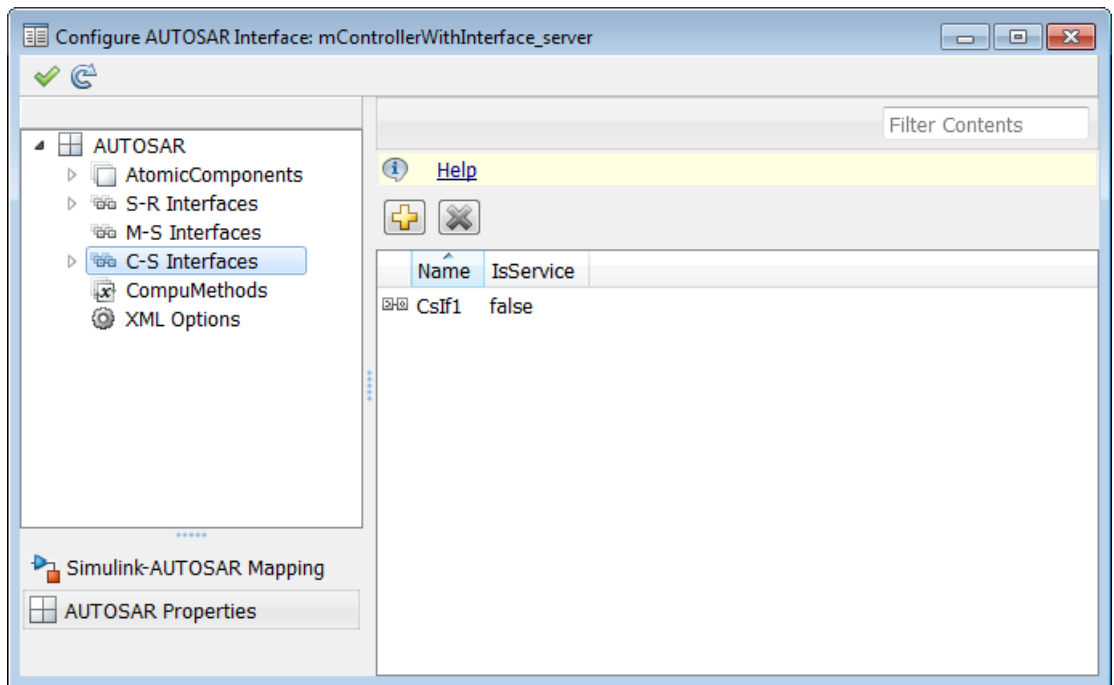 Configure AUTOSAR Interface: mControllerWithInterface_server
Filter Contents
AUTOSAR
AtomicComponents
S-R Interfaces
M-S Interfaces
C-S Interfaces
CompuMethods
XML Options
Help
Name IsService
CsIf1 false
Simulink-AUTOSAR Mapping
AUTOSAR Properties